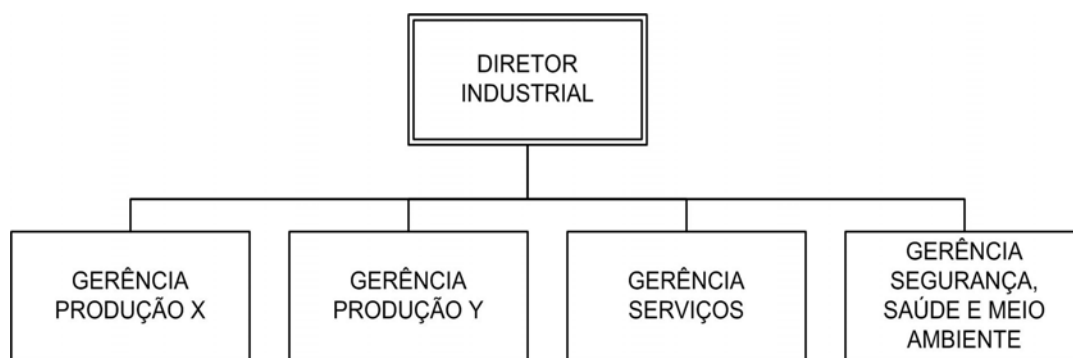 DIRETOR
INDUSTRIAL
GERÊNCIA
PRODUÇÃO X
GERÊNCIA
PRODUÇÃO Y
GERÊNCIA
SERVIÇOS
GERÊNCIA
SEGURANÇA,
SAÚDE E MEIO
AMBIENTE